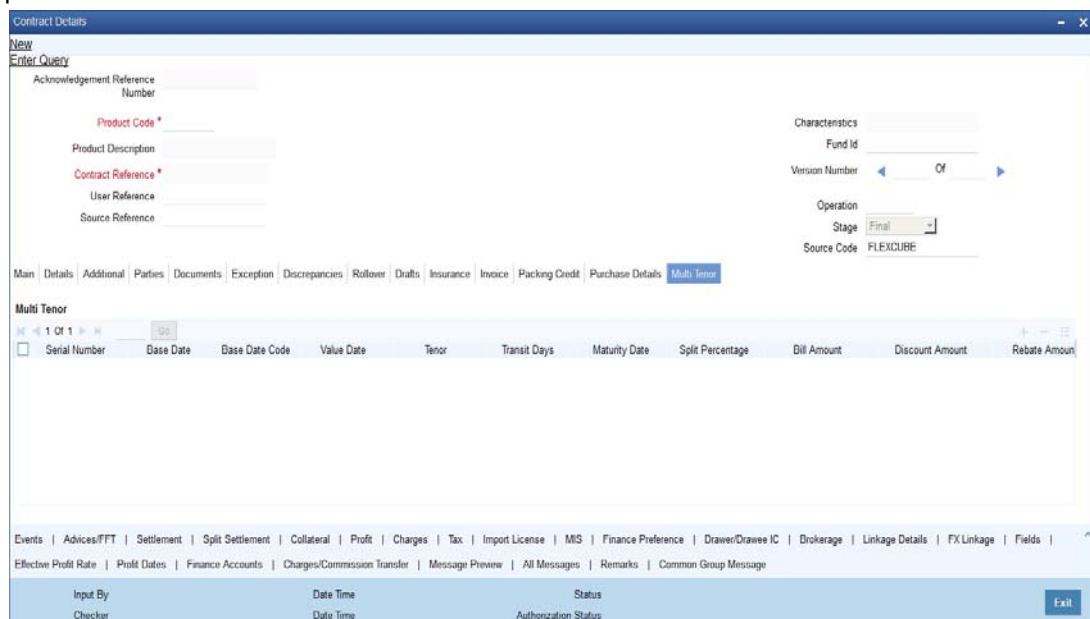 Contract Details
New
Enter Query
Acknowledgement Reference
Number
Product Code *
Product Description
Contract Reference *
User Reference
Source Reference
Characteristics
Fund Id
Version Number Of
Operation
Stage Final
Source Code FLEXCUBE
Main Details Additional Parties Documents Exception Discrepancies Rollover Drafts Insurance Invoice Packing Credit Purchase Details Multi Tenor
Multi Tenor
1 Of 1 Go
Serial Number Base Date Base Date Code Value Date Tenor Transit Days Maturity Date Split Percentage Bill Amount Discount Amount Rebate Amoun
Events | Advices/FFT | Settlement | Split Settlement | Collateral | Profit | Charges | Tax | Import License | MIS | Finance Preference | Drawer/Drawee IC | Brokerage | Linkage Details | FX Linkage | Fields |
Effective Profit Rate | Profit Dates | Finance Accounts | Charges/Commission Transfer | Message Preview | All Messages | Remarks | Common Group Message
Input By Date Time Status
Checker Date Time Authorization Status
Exit